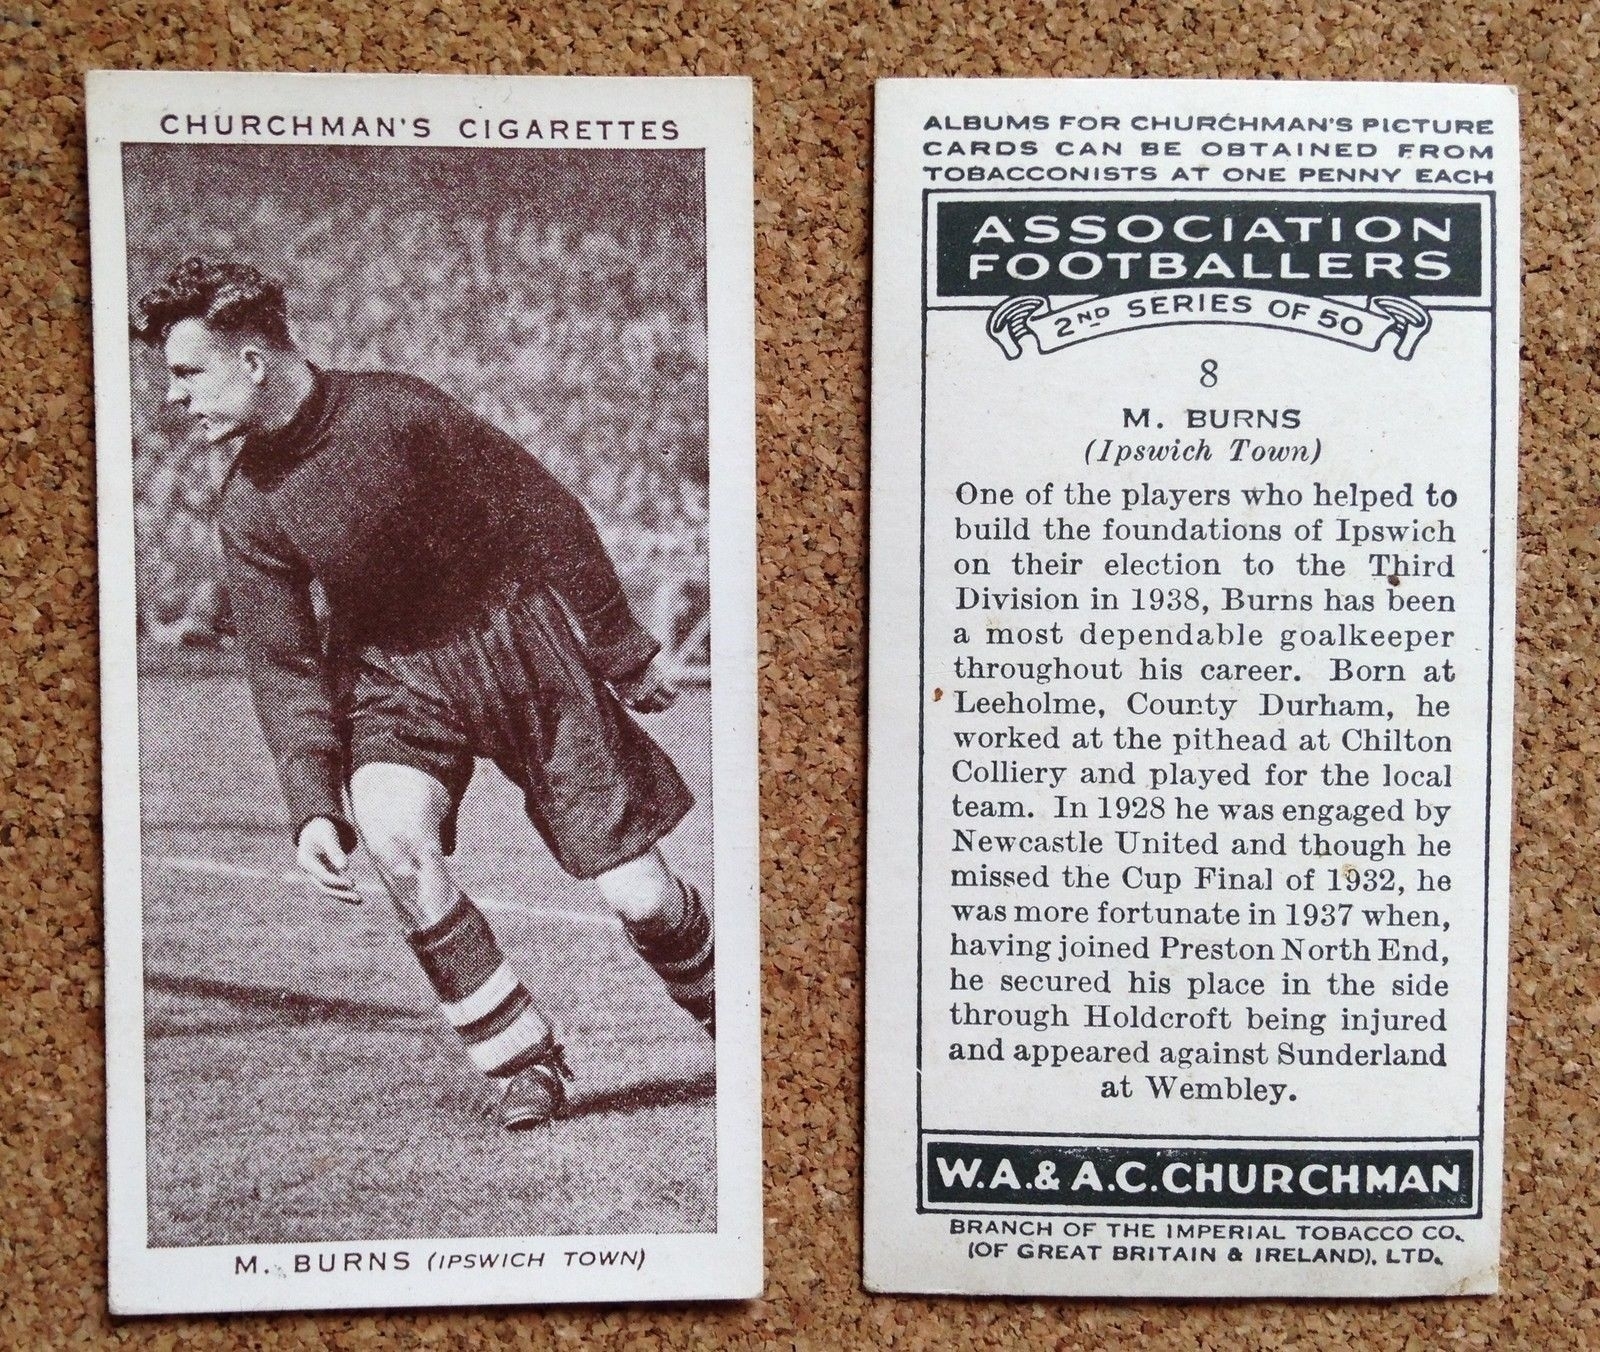 CHURCHMAN'S CIGARETTES
M. BURNS (IPSWICH TOWN)
ALBUMS FOR CHURCHMAN'S PICTURE
CARDS CAN BE OBTAINED FROM
TOBACCONISTS AT ONE PENNY EACH
ASSOCIATION
FOOTBALLERS
2ND SERIES OF 50
8
M. BURNS
(Ipswich Town)
One of the players who helped to
build the foundations of Ipswich
on their election to the Third
Division in 1938, Burns has been
a most dependable goalkeeper
throughout his career. Born at
Leeholme, County Durham, he
worked at the pithead at Chilton
Colliery and played for the local
team. In 1928 he was engaged by
Newcastle United and though he
missed the Cup Final of 1932, he
was more fortunate in 1937 when,
having joined Preston North End,
he secured his place in the side
through Holdcroft being injured
and appeared against Sunderland
at Wembley.
W.A. & A.C. CHURCHMAN
BRANCH OF THE IMPERIAL TOBACCO CO.
(OF GREAT BRITAIN & IRELAND), LTD.